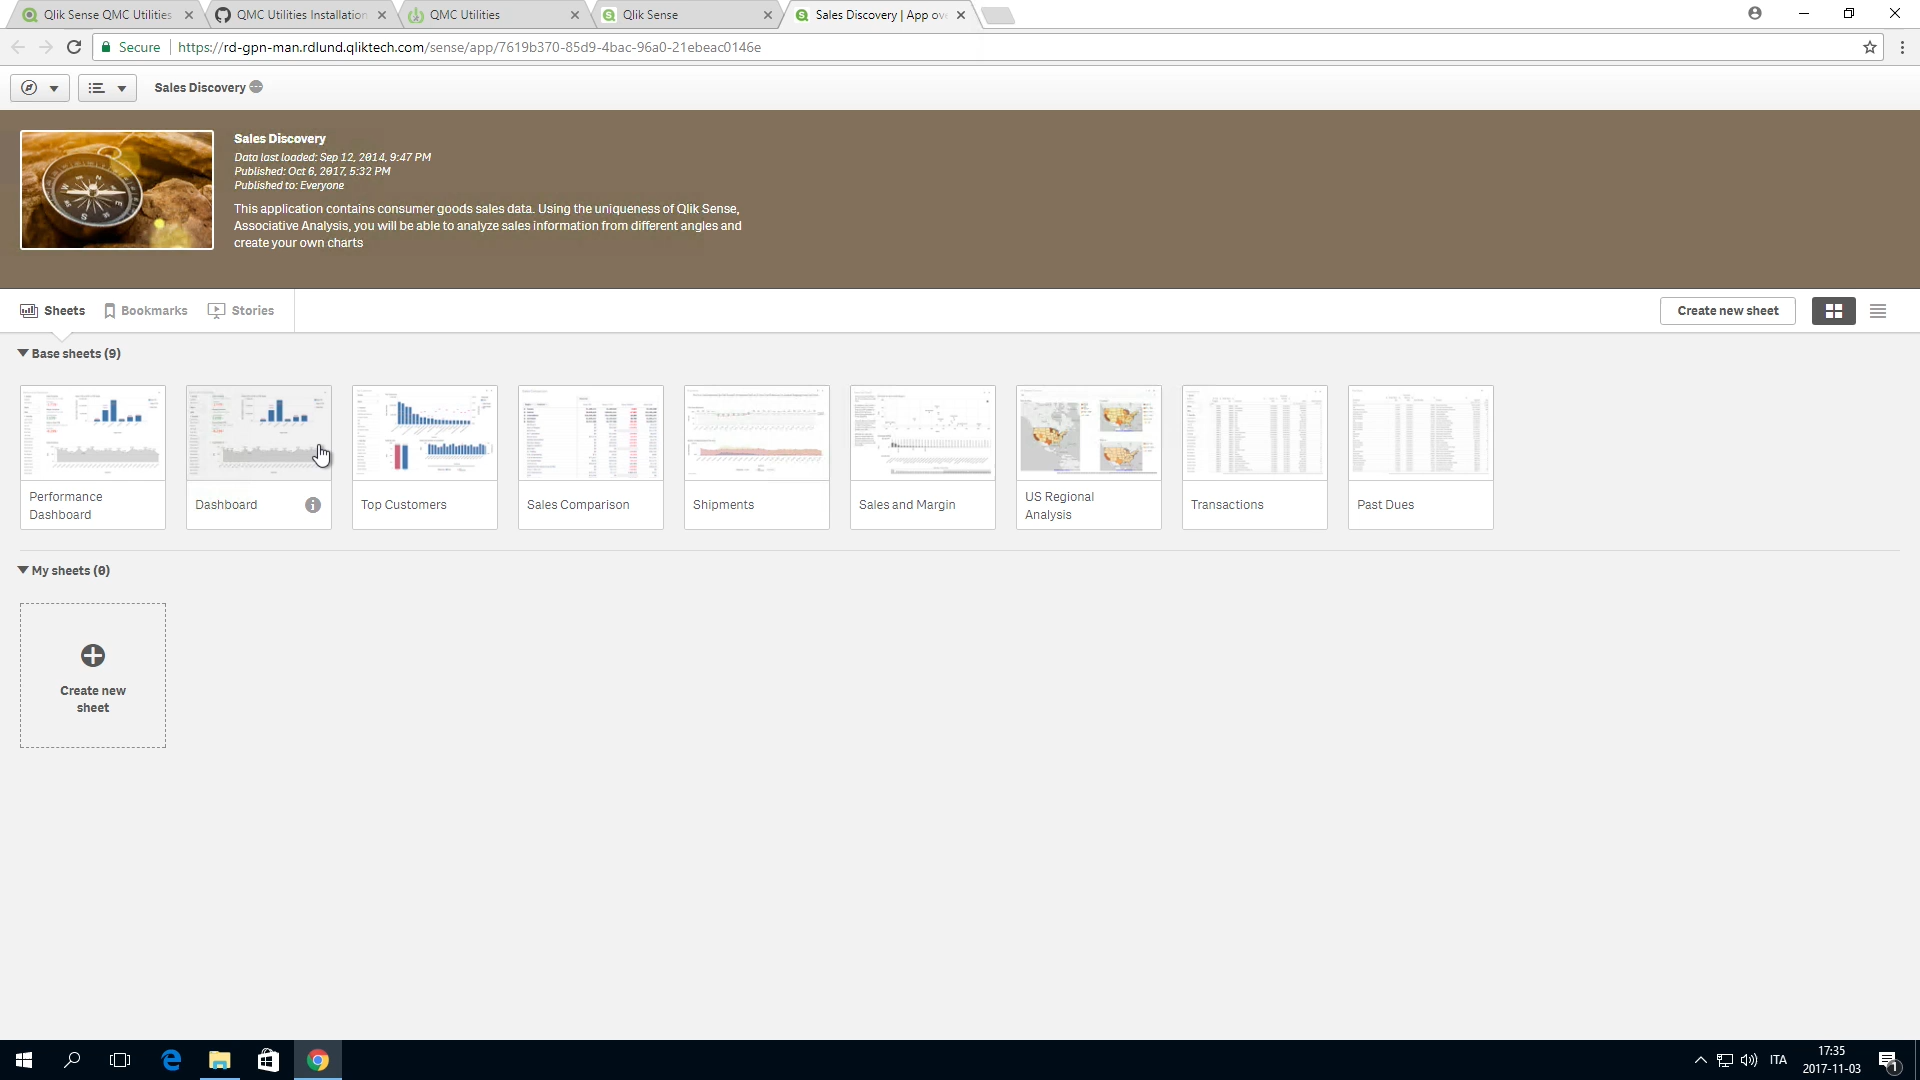 Qlik Sense QMC Utilities
QMC Utilities Installation
QMC Utilities
Qlik Sense
Sales Discovery | App ov
Secure
https://rd-gpn-man.rdlund.qliktech.com/sense/app/7619b370-85d9-4bac-96a0-21ebeac0146e
Sales Discovery
Sales Discovery
Data last loaded: Sep 12, 2014, 9:47 PM
Published: Oct 6, 2017, 5:32 PM
Published to: Everyone
This application contains consumer goods sales data. Using the uniqueness of Qlik Sense,
Associative Analysis, you will be able to analyze sales information from different angles and
create your own charts
Sheets
Bookmarks
Stories
Create new sheet
Base sheets (9)
Performance
Dashboard
Dashboard
Top Customers
Sales Comparison
Shipments
Sales and Margin
US Regional
Analysis
Transactions
Past Dues
My sheets (0)
Create new
sheet
ITA
17:35
2017-11-03
1